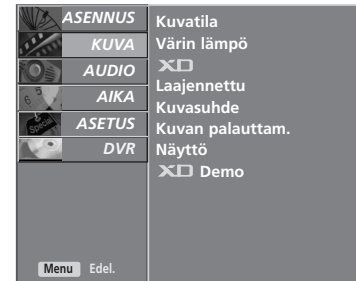 ASENNUS
KUVA
AUDIO
AIKA
ASETUS
DVR
Menu Edel.
Kuvatila
Värin lämpö
XD
Laajennettu
Kuvasuhde
Kuvan palauttam.
Näyttö
XD Demo